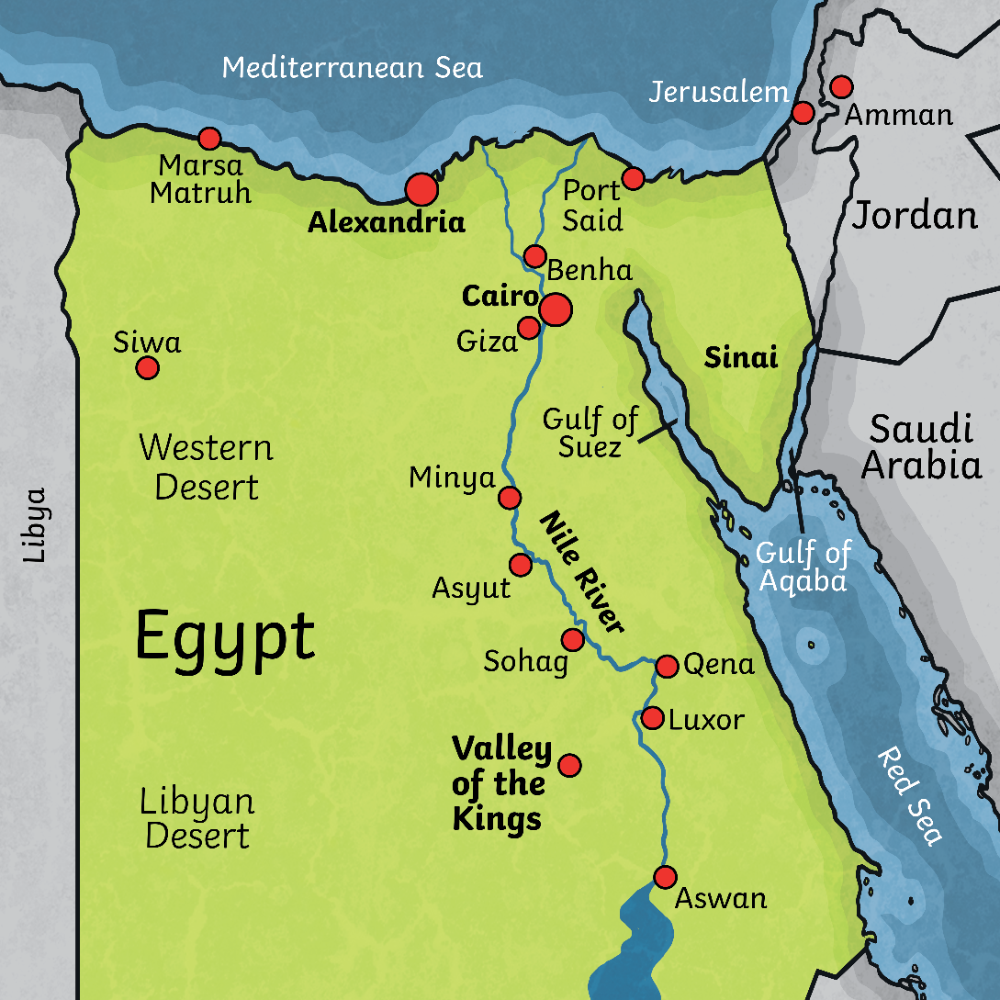 Mediterranean Sea
Jerusalem
Amman
Marsa
Matruh
Alexandria
Port
Said
Jordan
Benha
Cairo
Giza
Siwa
Sinai
Gulf of
Suez
Saudi
Arabia
Western
Desert
Minya
Libya
Nile River
Gulf of
Aqaba
Asyut
Egypt
Sohag
Qena
Luxor
Valley
of the
Kings
Red Sea
Libyan
Desert
Aswan